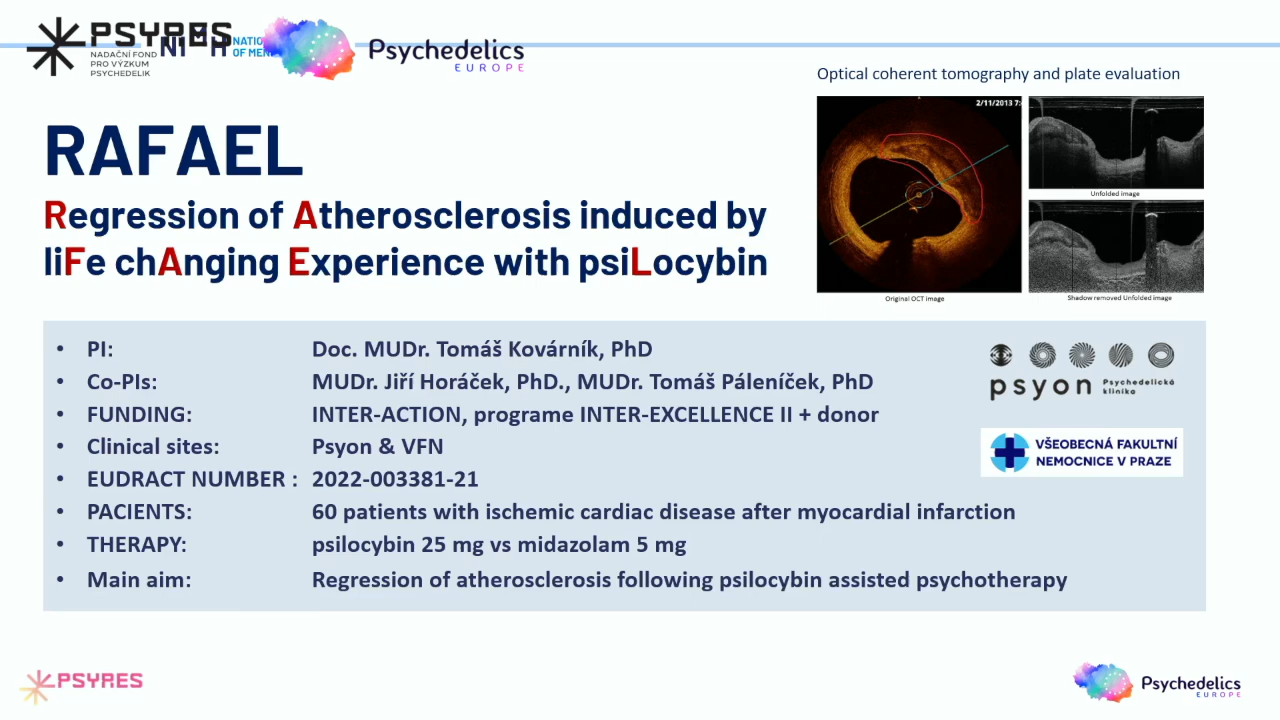 PSYRES
NADAČNÍ FOND
PRO VÝZKUM
PSYCHEDELIK
Psychedelics
EUROPE
Optical coherent tomography and plate evaluation
2/11/2013 7:
Unfolded image
Original OCT image
Shadow removed Unfolded image
RAFAEL
Regression of Atherosclerosis induced by
liFe chAnging Experience with psiLocybin
• PI: Doc. MUDr. Tomáš Kovárník, PhD
• Co-PIs: MUDr. Jiří Horáček, PhD., MUDr. Tomáš Páleníček, PhD
• FUNDING: INTER-ACTION, programe INTER-EXCELLENCE II + donor
• Clinical sites: Psyon & VFN
• EUDRACT NUMBER : 2022-003381-21
• PACIENTS: 60 patients with ischemic cardiac disease after myocardial infarction
• THERAPY: psilocybin 25 mg vs midazolam 5 mg
• Main aim: Regression of atherosclerosis following psilocybin assisted psychotherapy
psyon Psychedelická
klinika
VŠEOBECNÁ FAKULTNÍ
NEMOCNICE V PRAZE
PSYRES
Psychedelics
EUROPE